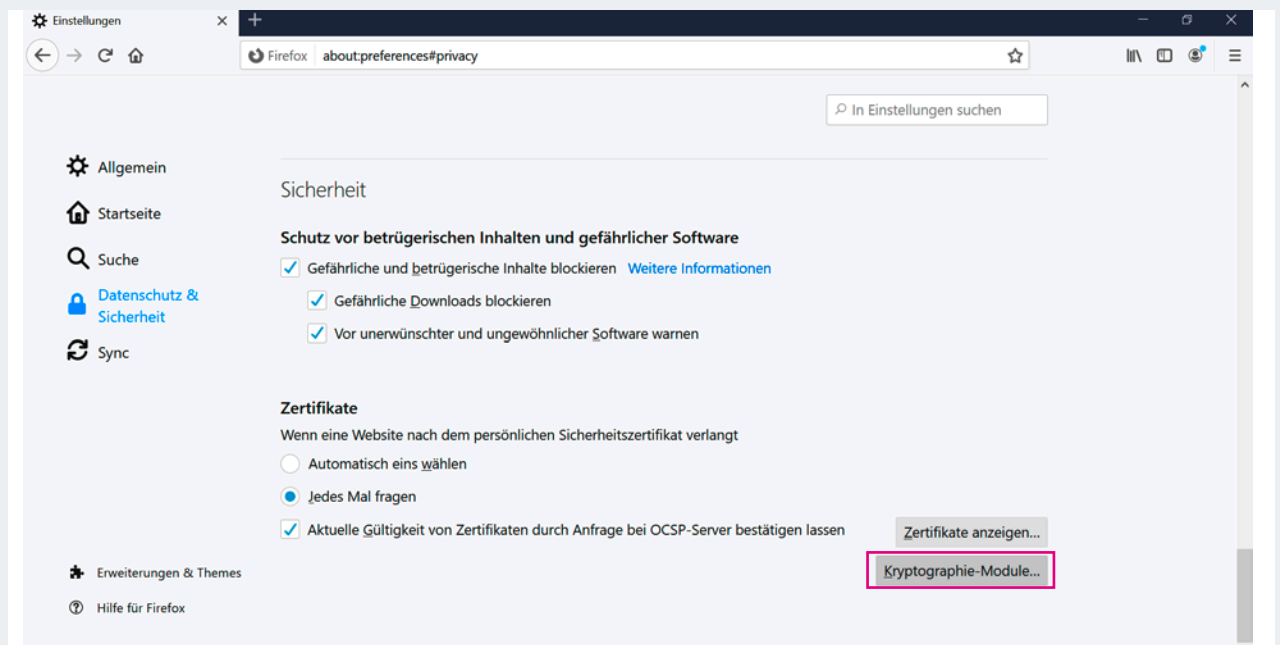 Einstellungen
Firefox about:preferences#privacy
In Einstellungen suchen
Allgemein
Startseite
Suche
Datenschutz &
Sicherheit
Sync
Erweiterungen & Themes
Hilfe für Firefox
Sicherheit
Schutz vor betrügerischen Inhalten und gefährlicher Software
Gefährliche und betrügerische Inhalte blockieren Weitere Informationen
Gefährliche Downloads blockieren
Vor unerwünschter und ungewöhnlicher Software warnen
Zertifikate
Wenn eine Website nach dem persönlichen Sicherheitszertifikat verlangt
Automatisch eins wählen
Jedes Mal fragen
Aktuelle Gültigkeit von Zertifikaten durch Anfrage bei OCSP-Server bestätigen lassen
Zertifikate anzeigen...
Kryptographie-Module...